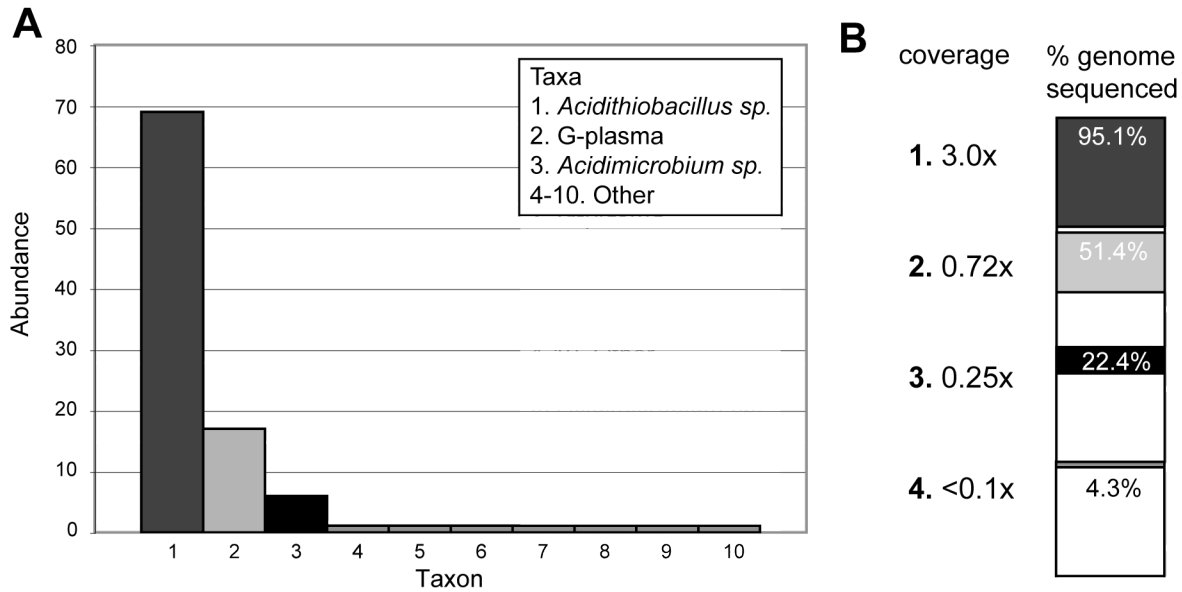 A
80
70
60
50
40
30
20
10
0
Abundance
Taxa
1. Acidithiobacillus sp.
2. G-plasma
3. Acidimicrobium sp.
4-10. Other
1 2 3 4 5 6 7 8 9 10
Taxon
B
coverage
% genome
sequenced
1. 3.0x
95.1%
2. 0.72x
51.4%
3. 0.25x
22.4%
4. <0.1x
4.3%